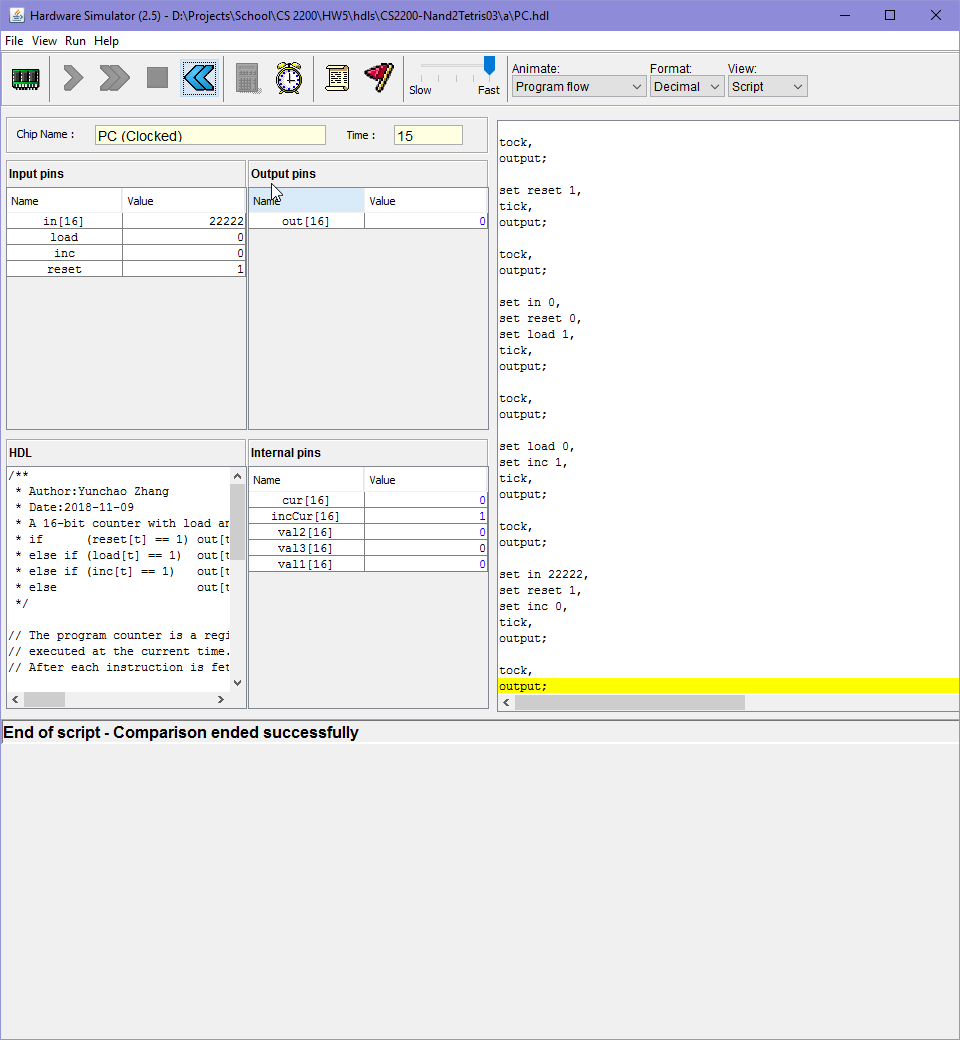 Hardware Simulator (2.5) - D:\Projects\School\CS 2200\HW5\hdls\CS2200-Nand2Tetris03\a\PC.hdl
File View Run Help
Slow Fast
Animate: Format: View:
Program flow Decimal Script
Chip Name : PC (Clocked) Time : 15
Input pins
Name Value
in[16] 22222
load 0
inc 0
reset 1
Output pins
Name Value
out[16] 0
HDL
/**
* Author:Yunchao Zhang
* Date:2018-11-09
* A 16-bit counter with load an
* if (reset[t] == 1) out[t
* else if (load[t] == 1) out[t
* else if (inc[t] == 1) out[t
* else out[t
*/
// The program counter is a regi
// executed at the current time.
// After each instruction is fet
Internal pins
Name Value
cur[16] 0
incCur[16] 1
val2[16] 0
val3[16] 0
val1[16] 0
tock,
output;
set reset 1,
tick,
output;
tock,
output;
set in 0,
set reset 0,
set load 1,
tick,
output;
tock,
output;
set load 0,
set inc 1,
tick,
output;
tock,
output;
set in 22222,
set reset 1,
set inc 0,
tick,
output;
tock,
output;
End of script - Comparison ended successfully